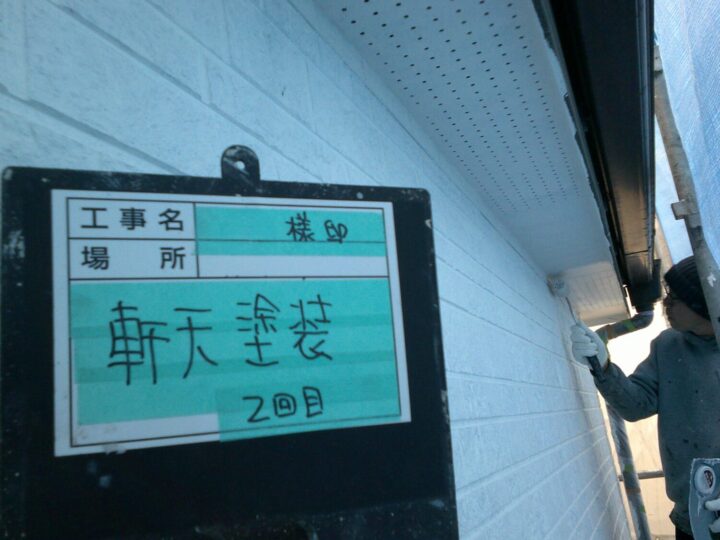 工事名 様邸
場所
軒天塗装
2回目